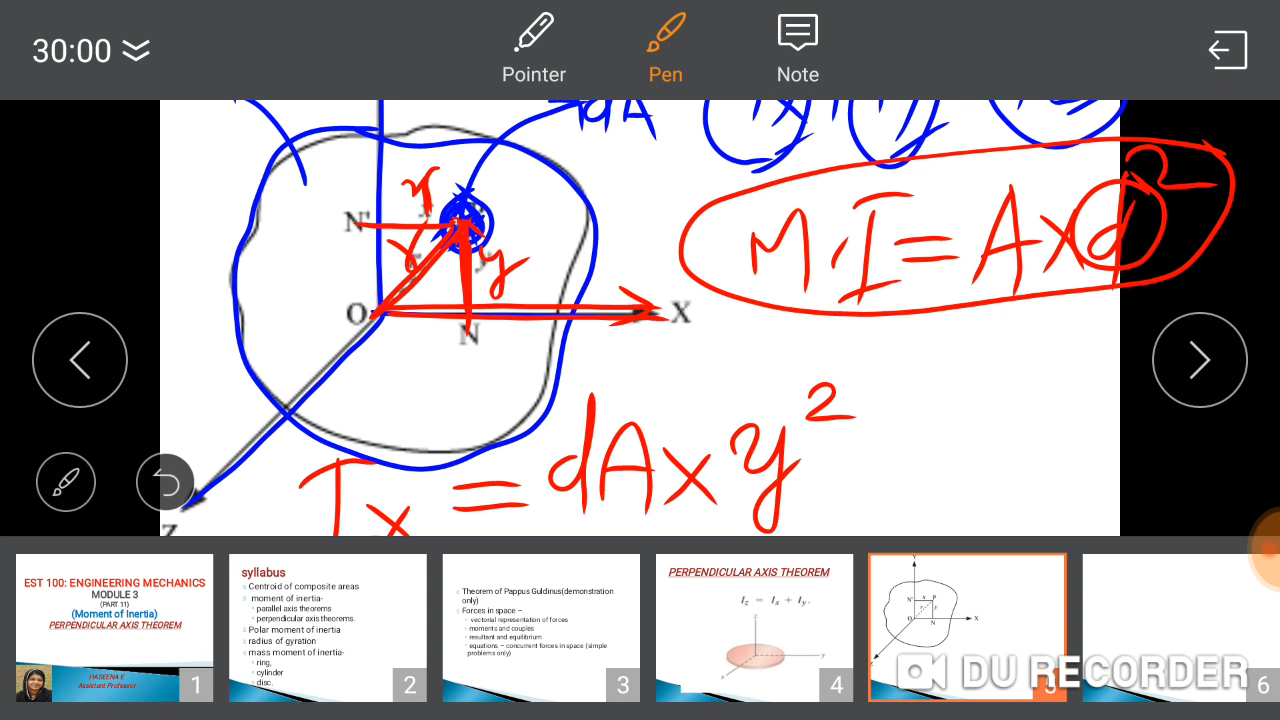 30:00
Pointer
Pen
Note
dA
M.I = A x d²
N' x
r y
O X
N
Z
Ix = dA x y²
EST 100: ENGINEERING MECHANICS
MODULE 3
(PART 11)
(Moment of Inertia)
PERPENDICULAR AXIS THEOREM
HASEENA E
Assistant Professor
1
syllabus
Centroid of composite areas
moment of inertia-
parallel axis theorems
perpendicular axis theorems.
Polar moment of inertia
radius of gyration
mass moment of inertia-
ring,
cylinder
disc.
2
Theorem of Pappus Guldinus(demonstration
only)
Forces in space –
vectorial representation of forces
moments and couples
resultant and equilibrium
equations – concurrent forces in space (simple
problems only)
3
PERPENDICULAR AXIS THEOREM
Iz = Ix + Iy.
z
y
x
4
Y
N' x P
r y
O X
N
5
6
DU RECORDER